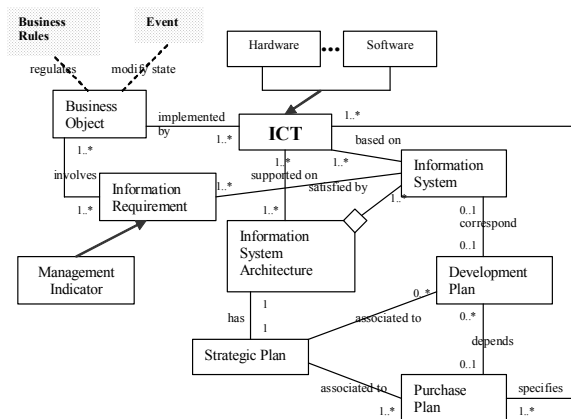 Business
Rules
Event
regulates
modify state
Hardware
Software
Business
Object
implemented
by
1..*
ICT
1..*
1..*
involves
1..*
Information
Requirement
1..*
supported on
1..*
1..*
based on
satisfied by
1..*
Information
System
1..*
Information
System
Architecture
0..1
correspond
0..1
Management
Indicator
Development
Plan
1
has
1
0..*
associated to
0..*
depends
0..1
Strategic Plan
associated to
1..*
Purchase
Plan
specifies
1..*